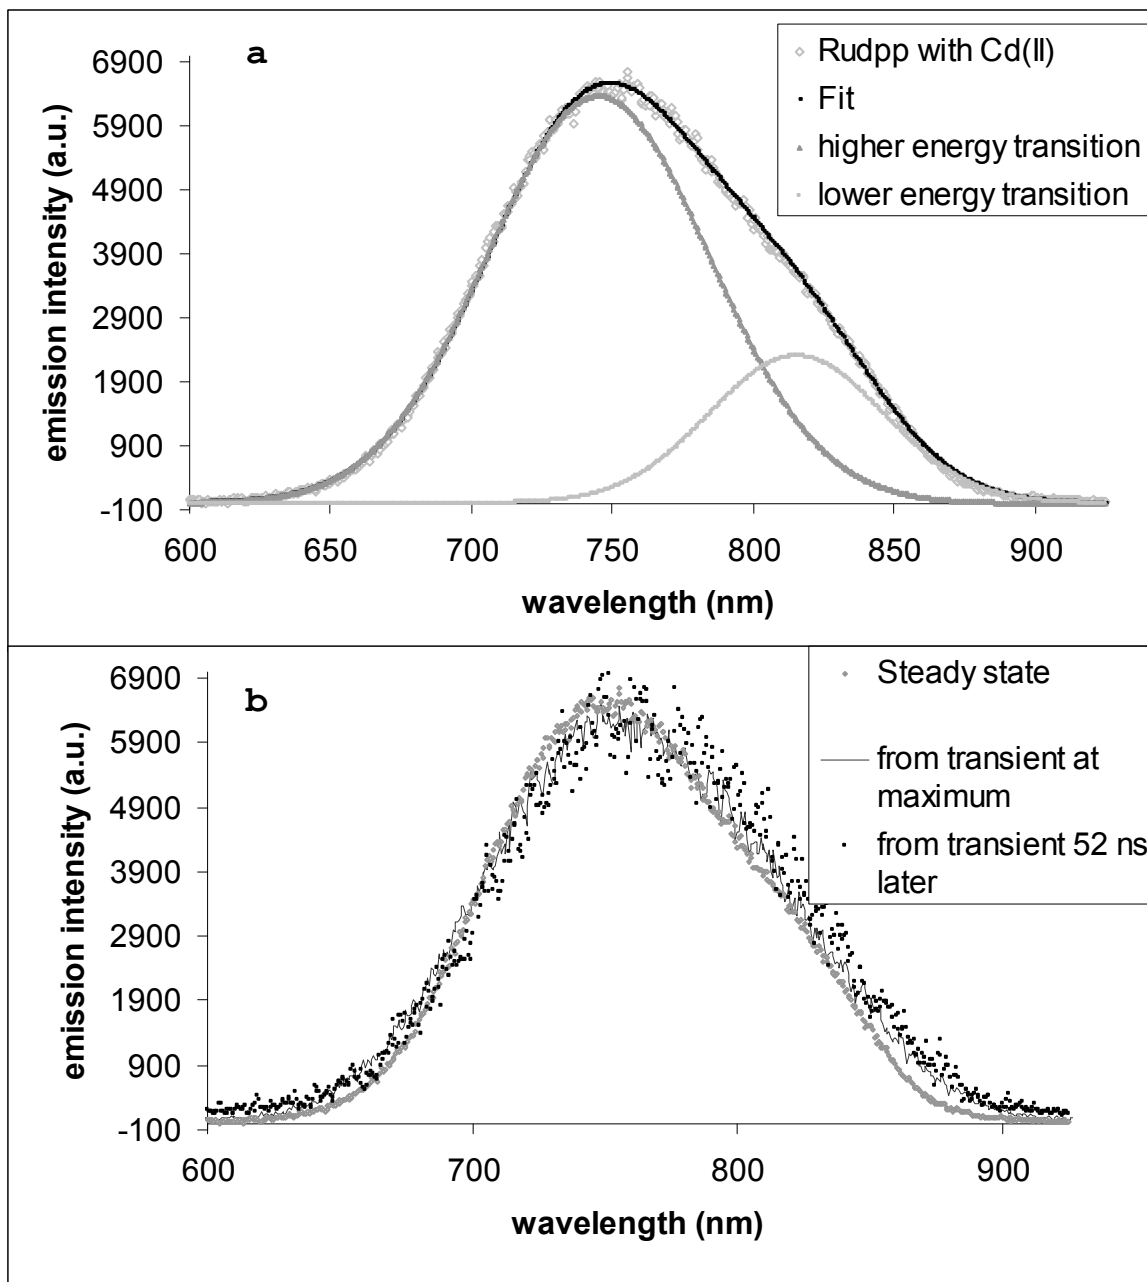 a
6900
5900
4900
3900
2900
1900
900
-100
emission intensity (a.u.)
Rudpp with Cd(II)
Fit
higher energy transition
lower energy transition
600 650 700 750 800 850 900
wavelength (nm)
b
6900
5900
4900
3900
2900
1900
900
-100
emission intensity (a.u.)
Steady state
from transient at
maximum
from transient 52 ns
later
600 700 800 900
wavelength (nm)